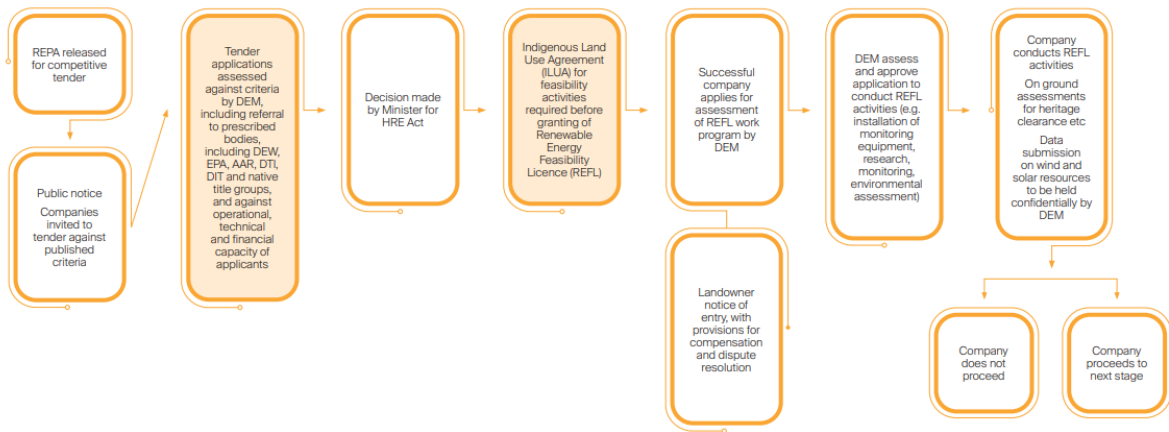 REPA released
for competitive
tender
Public notice
Companies
invited to
tender against
published
criteria
Tender
applications
assessed
against criteria
by DEM,
including referral
to prescribed
bodies,
including DEW,
EPA, AAR, DTI,
DIT and native
title groups,
and against
operational,
technical
and financial
capacity of
applicants
Decision made
by Minister for
HRE Act
Indigenous Land
Use Agreement
(ILUA) for
feasibility
activities
required before
granting of
Renewable
Energy
Feasibility
Licence (REFL)
Successful
company
applies for
assessment
of REFL work
program by
DEM
Landowner
notice of
entry, with
provisions for
compensation
and dispute
resolution
DEM assess
and approve
application to
conduct REFL
activities (e.g.
installation of
monitoring
equipment,
research,
monitoring,
environmental
assessment)
Company
conducts REFL
activities
On ground
assessments
for heritage
clearance etc
Data
submission
on wind and
solar resources
to be held
confidentially by
DEM
Company
does not
proceed
Company
proceeds to
next stage